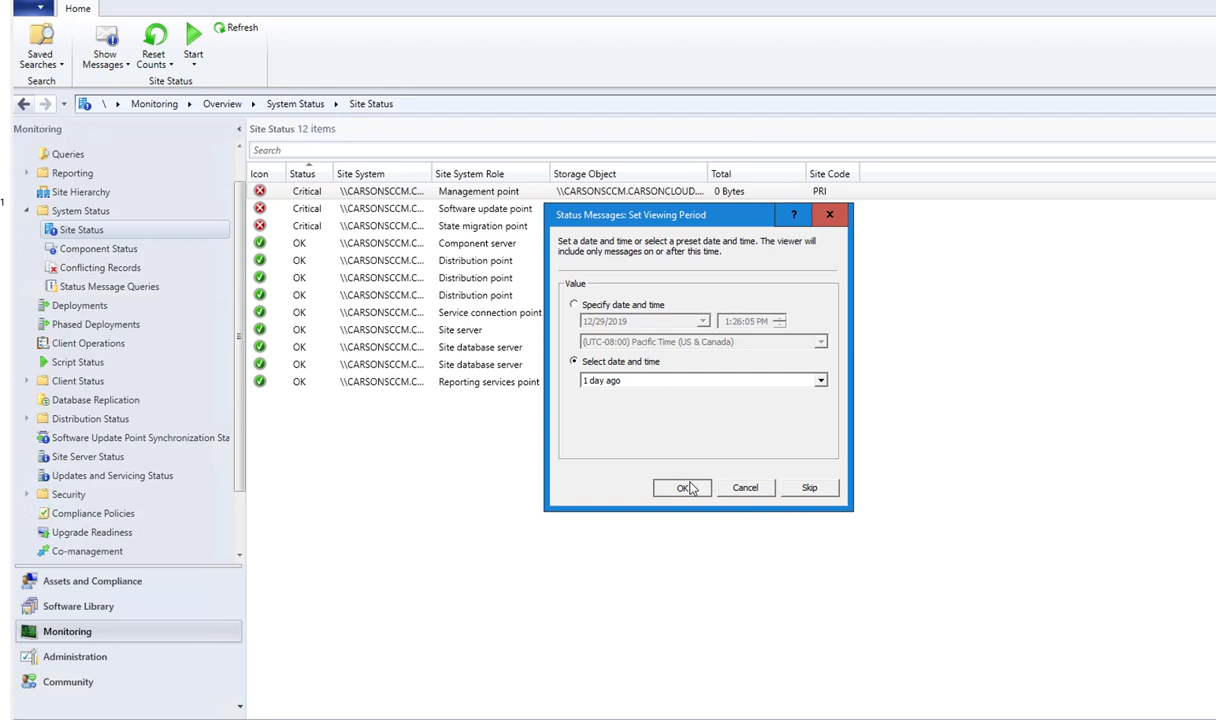 Home
Saved
Searches
Search
Show
Messages
Reset
Counts
Start
Refresh
Site Status
\ Monitoring Overview System Status Site Status
Monitoring
Queries
Reporting
Site Hierarchy
System Status
Site Status
Component Status
Conflicting Records
Status Message Queries
Deployments
Phased Deployments
Client Operations
Script Status
Client Status
Database Replication
Distribution Status
Software Update Point Synchronization Sta
Site Server Status
Updates and Servicing Status
Security
Compliance Policies
Upgrade Readiness
Co-management
Assets and Compliance
Software Library
Monitoring
Administration
Community
1
Site Status 12 items
Search
Icon Status Site System Site System Role Storage Object Total Site Code
Critical \\CARSONSCCM.C... Management point \\CARSONSCCM.CARSONCLOUD.... 0 Bytes PRI
Critical \\CARSONSCCM.C... Software update point
Critical \\CARSONSCCM.C... State migration point
OK \\CARSONSCCM.C... Component server
OK \\CARSONSCCM.C... Distribution point
OK \\CARSONSCCM.C... Distribution point
OK \\CARSONSCCM.C... Distribution point
OK \\CARSONSCCM.C... Service connection point
OK \\CARSONSCCM.C... Site server
OK \\CARSONSCCM.C... Site database server
OK \\CARSONSCCM.C... Site database server
OK \\CARSONSCCM.C... Reporting services point
Status Messages: Set Viewing Period
? x
Set a date and time or select a preset date and time. The viewer will
include only messages on or after this time.
Value
Specify date and time
12/29/2019 1:26:05 PM
(UTC-08:00) Pacific Time (US & Canada)
Select date and time
1 day ago
OK Cancel Skip